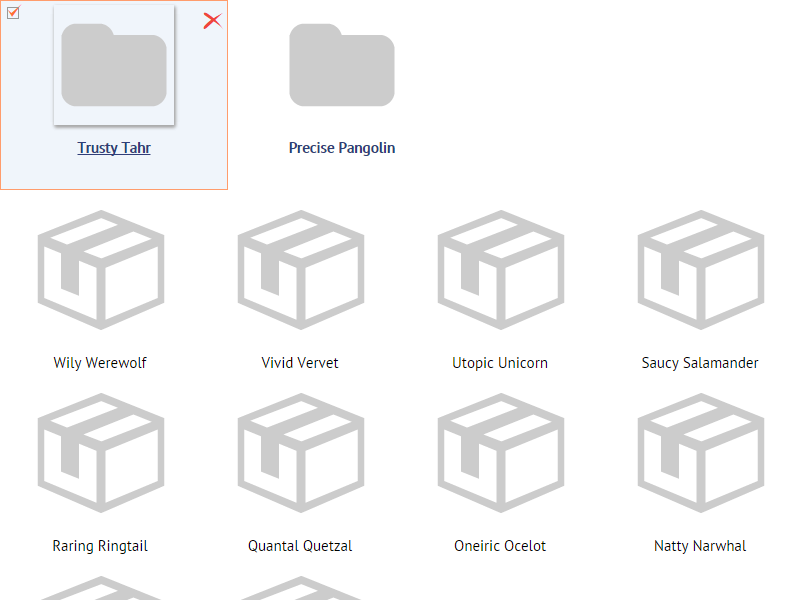 Trusty Tahr
Precise Pangolin
Wily Werewolf
Vivid Vervet
Utopic Unicorn
Saucy Salamander
Raring Ringtail
Quantal Quetzal
Oneiric Ocelot
Natty Narwhal